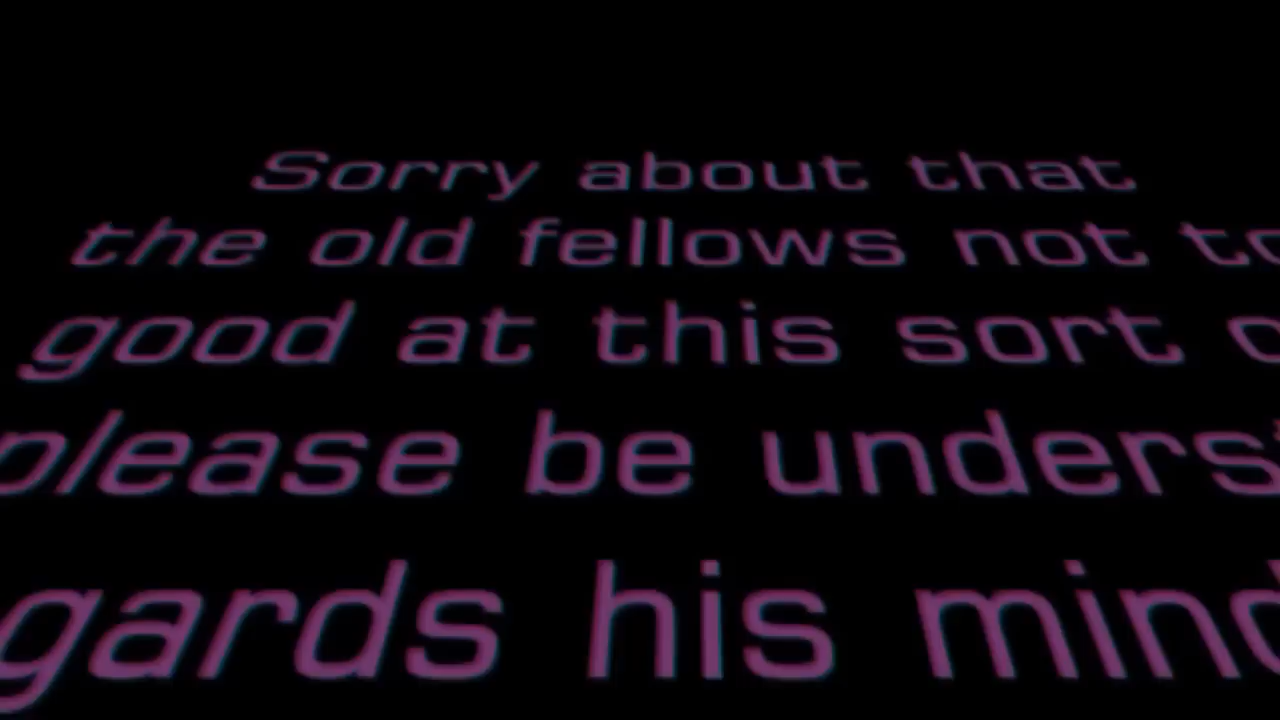 Sorry about that
the old fellows not to
good at this sort
please be unders
gards his mind